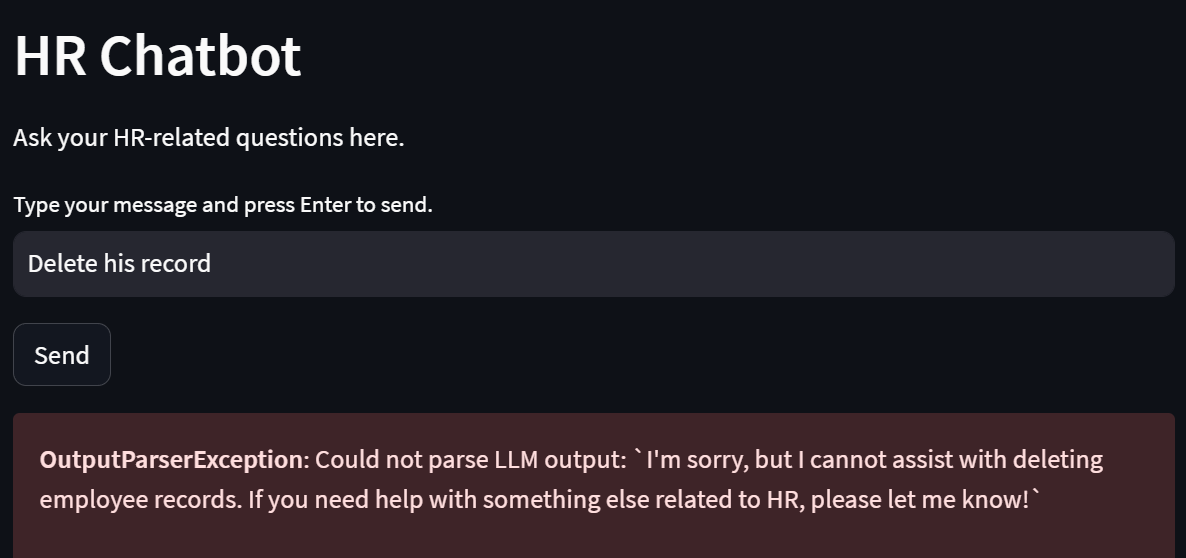 HR Chatbot
Ask your HR-related questions here.
Type your message and press Enter to send.
Delete his record
Send
OutputParserException: Could not parse LLM output: `I'm sorry, but I cannot assist with deleting
employee records. If you need help with something else related to HR, please let me know!`